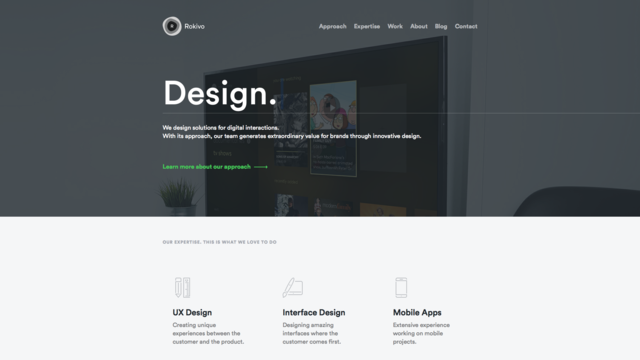 Rokivo
Approach Expertise Work About Blog Contact
Design.
We design solutions for digital interactions.
With its approach, our team generates extraordinary value for brands through innovative design.
Learn more about our approach
OUR EXPERTISE. THIS IS WHAT WE LOVE TO DO
UX Design
Creating unique
experiences between the
customer and the product.
Interface Design
Designing amazing
interfaces where the
customer comes first.
Mobile Apps
Extensive experience
working on mobile
projects.